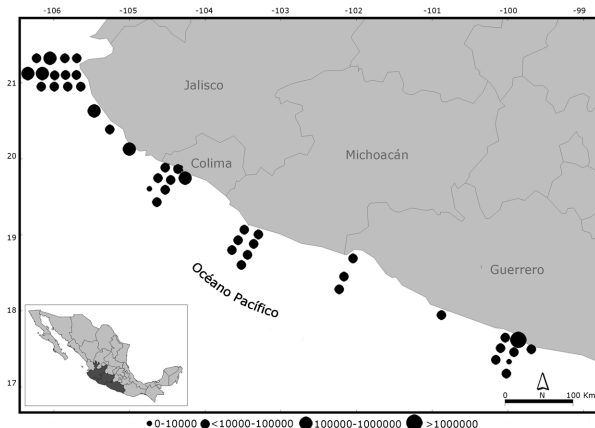 -106 -105 -104 -103 -102 -101 -100 -99
21
20
19
18
17
Jalisco
Colima
Michoacán
Guerrero
Océano Pacífico
N
0 100 Km
0-10000 <10000-100000 100000-1000000 >1000000